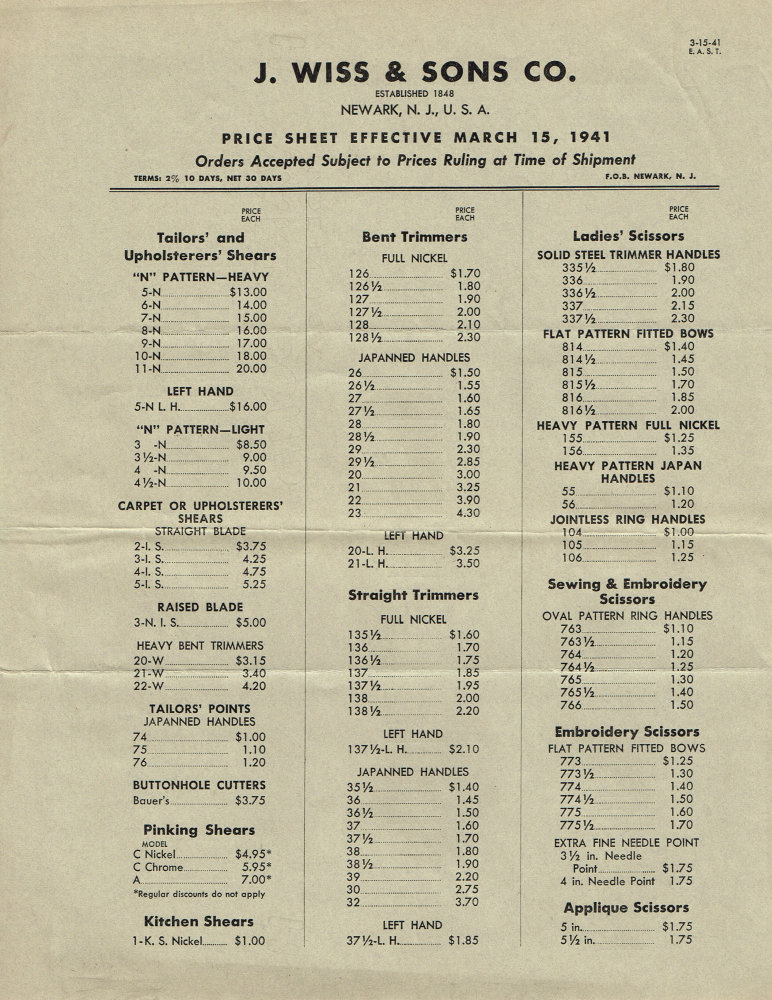 3-15-41
E. A. S. T.
J. WISS & SONS CO.
ESTABLISHED 1848
NEWARK, N. J., U. S. A.
PRICE SHEET EFFECTIVE MARCH 15, 1941
Orders Accepted Subject to Prices Ruling at Time of Shipment
TERMS: 2% 10 DAYS, NET 30 DAYS
F.O.B. NEWARK, N. J.
PRICE
EACH
Tailors' and
Upholsterers' Shears
"N" PATTERN—HEAVY
5-N $13.00
6-N 14.00
7-N 15.00
8-N 16.00
9-N 17.00
10-N 18.00
11-N 20.00
LEFT HAND
5-N L. H. $16.00
"N" PATTERN—LIGHT
3 -N $8.50
3½-N 9.00
4 -N 9.50
4½-N 10.00
CARPET OR UPHOLSTERERS'
SHEARS
STRAIGHT BLADE
2-I. S. $3.75
3-I. S. 4.25
4-I. S. 4.75
5-I. S. 5.25
RAISED BLADE
3-N. I. S. $5.00
HEAVY BENT TRIMMERS
20-W $3.15
21-W 3.40
22-W 4.20
TAILORS' POINTS
JAPANNED HANDLES
74 $1.00
75 1.10
76 1.20
BUTTONHOLE CUTTERS
Bauer's $3.75
Pinking Shears
MODEL
C Nickel $4.95*
C Chrome 5.95*
A 7.00*
*Regular discounts do not apply
Kitchen Shears
1-K. S. Nickel $1.00
PRICE
EACH
Bent Trimmers
FULL NICKEL
126 $1.70
126½ 1.80
127 1.90
127½ 2.00
128 2.10
128½ 2.30
JAPANNED HANDLES
26 $1.50
26½ 1.55
27 1.60
27½ 1.65
28 1.80
28½ 1.90
29 2.30
29½ 2.85
20 3.00
21 3.25
22 3.90
23 4.30
LEFT HAND
20-L. H. $3.25
21-L. H. 3.50
Straight Trimmers
FULL NICKEL
135½ $1.60
136 1.70
136½ 1.75
137 1.85
137½ 1.95
138 2.00
138½ 2.20
LEFT HAND
137½-L. H. $2.10
JAPANNED HANDLES
35½ $1.40
36 1.45
36½ 1.50
37 1.60
37½ 1.70
38 1.80
38½ 1.90
39 2.20
30 2.75
32 3.70
LEFT HAND
37½-L. H. $1.85
PRICE
EACH
Ladies' Scissors
SOLID STEEL TRIMMER HANDLES
335½ $1.80
336 1.90
336½ 2.00
337 2.15
337½ 2.30
FLAT PATTERN FITTED BOWS
814 $1.40
814½ 1.45
815 1.50
815½ 1.70
816 1.85
816½ 2.00
HEAVY PATTERN FULL NICKEL
155 $1.25
156 1.35
HEAVY PATTERN JAPAN
HANDLES
55 $1.10
56 1.20
JOINTLESS RING HANDLES
104 $1.00
105 1.15
106 1.25
Sewing & Embroidery
Scissors
OVAL PATTERN RING HANDLES
763 $1.10
763½ 1.15
764 1.20
764½ 1.25
765 1.30
765½ 1.40
766 1.50
Embroidery Scissors
FLAT PATTERN FITTED BOWS
773 $1.25
773½ 1.30
774 1.40
774½ 1.50
775 1.60
775½ 1.70
EXTRA FINE NEEDLE POINT
3½ in. Needle
Point $1.75
4 in. Needle Point 1.75
Applique Scissors
5 in. $1.75
5½ in. 1.75